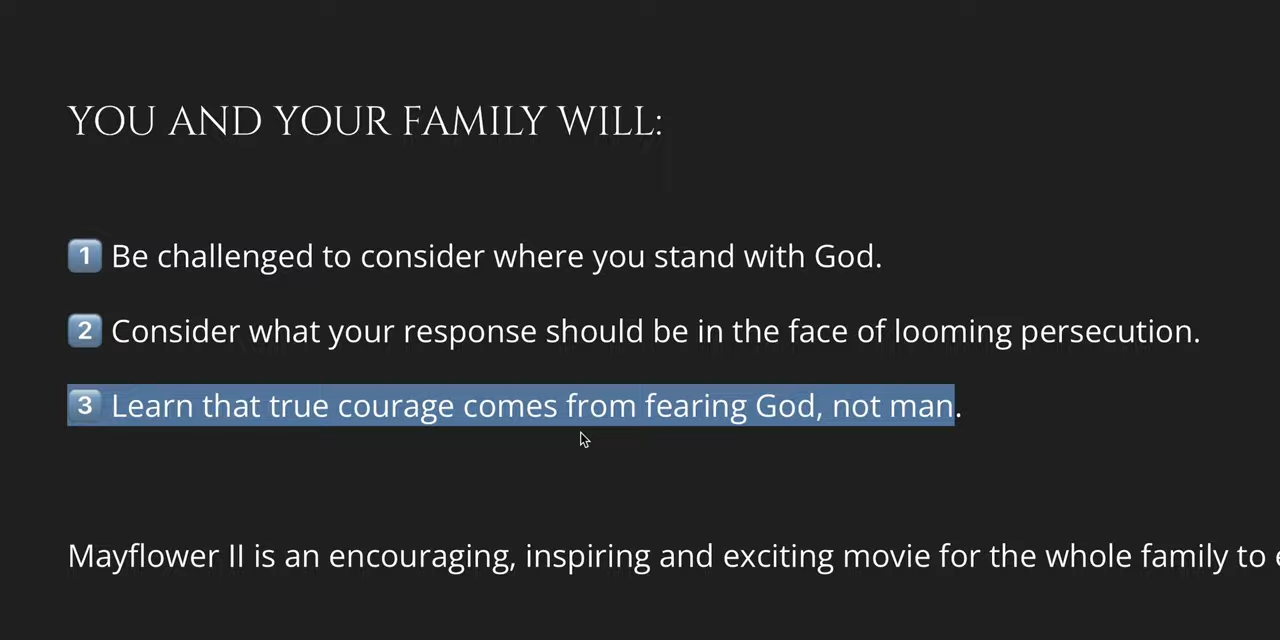 YOU AND YOUR FAMILY WILL:
1 Be challenged to consider where you stand with God.
2 Consider what your response should be in the face of looming persecution.
3 Learn that true courage comes from fearing God, not man.
Mayflower II is an encouraging, inspiring and exciting movie for the whole family to